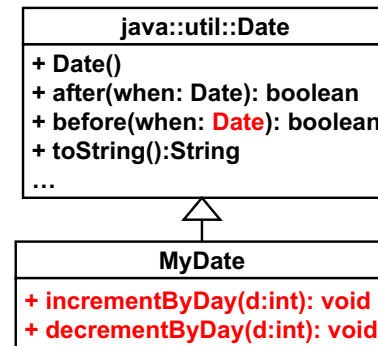 java::util::Date
+ Date()
+ after(when: Date): boolean
+ before(when: Date): boolean
+ toString():String
...
MyDate
+ incrementByDay(d:int): void
+ decrementByDay(d:int): void